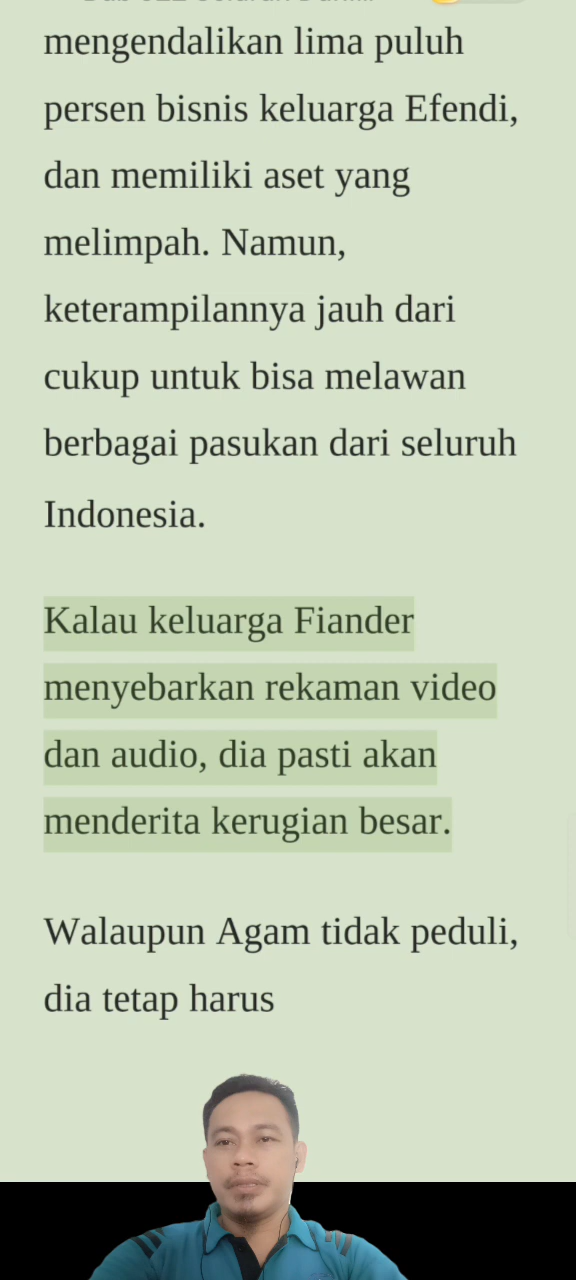 mengendalikan lima puluh
persen bisnis keluarga Efendi,
dan memiliki aset yang
melimpah. Namun,
keterampilannya jauh dari
cukup untuk bisa melawan
berbagai pasukan dari seluruh
Indonesia.
Kalau keluarga Fiander
menyebarkan rekaman video
dan audio, dia pasti akan
menderita kerugian besar.
Walaupun Agam tidak peduli,
dia tetap harus